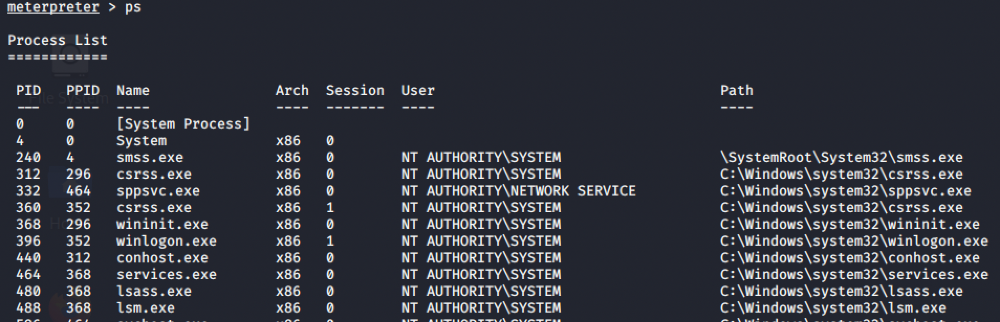 meterpreter > ps
Process List
============
PID PPID Name Arch Session User Path
--- ---- ---- ---- ------- ---- ----
0 0 [System Process]
4 0 System x86 0
240 4 smss.exe x86 0 NT AUTHORITY\SYSTEM \SystemRoot\System32\smss.exe
312 296 csrss.exe x86 0 NT AUTHORITY\SYSTEM C:\Windows\system32\csrss.exe
332 464 sppsvc.exe x86 0 NT AUTHORITY\NETWORK SERVICE C:\Windows\system32\sppsvc.exe
360 352 csrss.exe x86 1 NT AUTHORITY\SYSTEM C:\Windows\system32\csrss.exe
368 296 wininit.exe x86 0 NT AUTHORITY\SYSTEM C:\Windows\system32\wininit.exe
396 352 winlogon.exe x86 1 NT AUTHORITY\SYSTEM C:\Windows\system32\winlogon.exe
440 312 conhost.exe x86 0 NT AUTHORITY\SYSTEM C:\Windows\system32\conhost.exe
464 368 services.exe x86 0 NT AUTHORITY\SYSTEM C:\Windows\system32\services.exe
480 368 lsass.exe x86 0 NT AUTHORITY\SYSTEM C:\Windows\system32\lsass.exe
488 368 lsm.exe x86 0 NT AUTHORITY\SYSTEM C:\Windows\system32\lsm.exe
File System